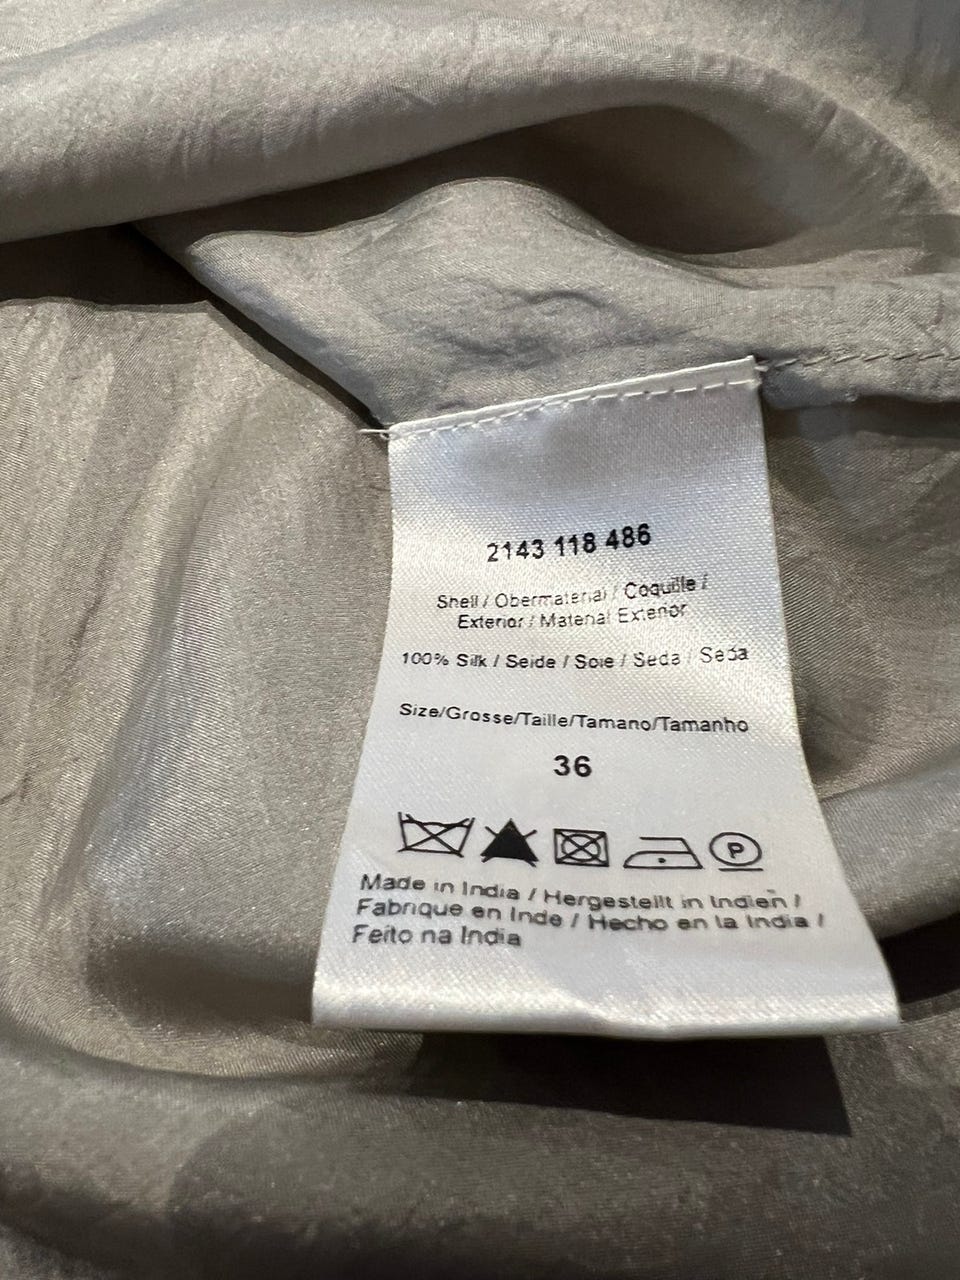 2143 118 486
Shell / Obermaterial / Coquille /
Exterior / Material Exterior
100% Silk / Seide / Soie / Seda / Seda
Size/Grosse/Taille/Tamano/Tamanho
36
P
Made in India / Hergestellt in Indien /
Fabrique en Inde / Hecho en la India /
Feito na India